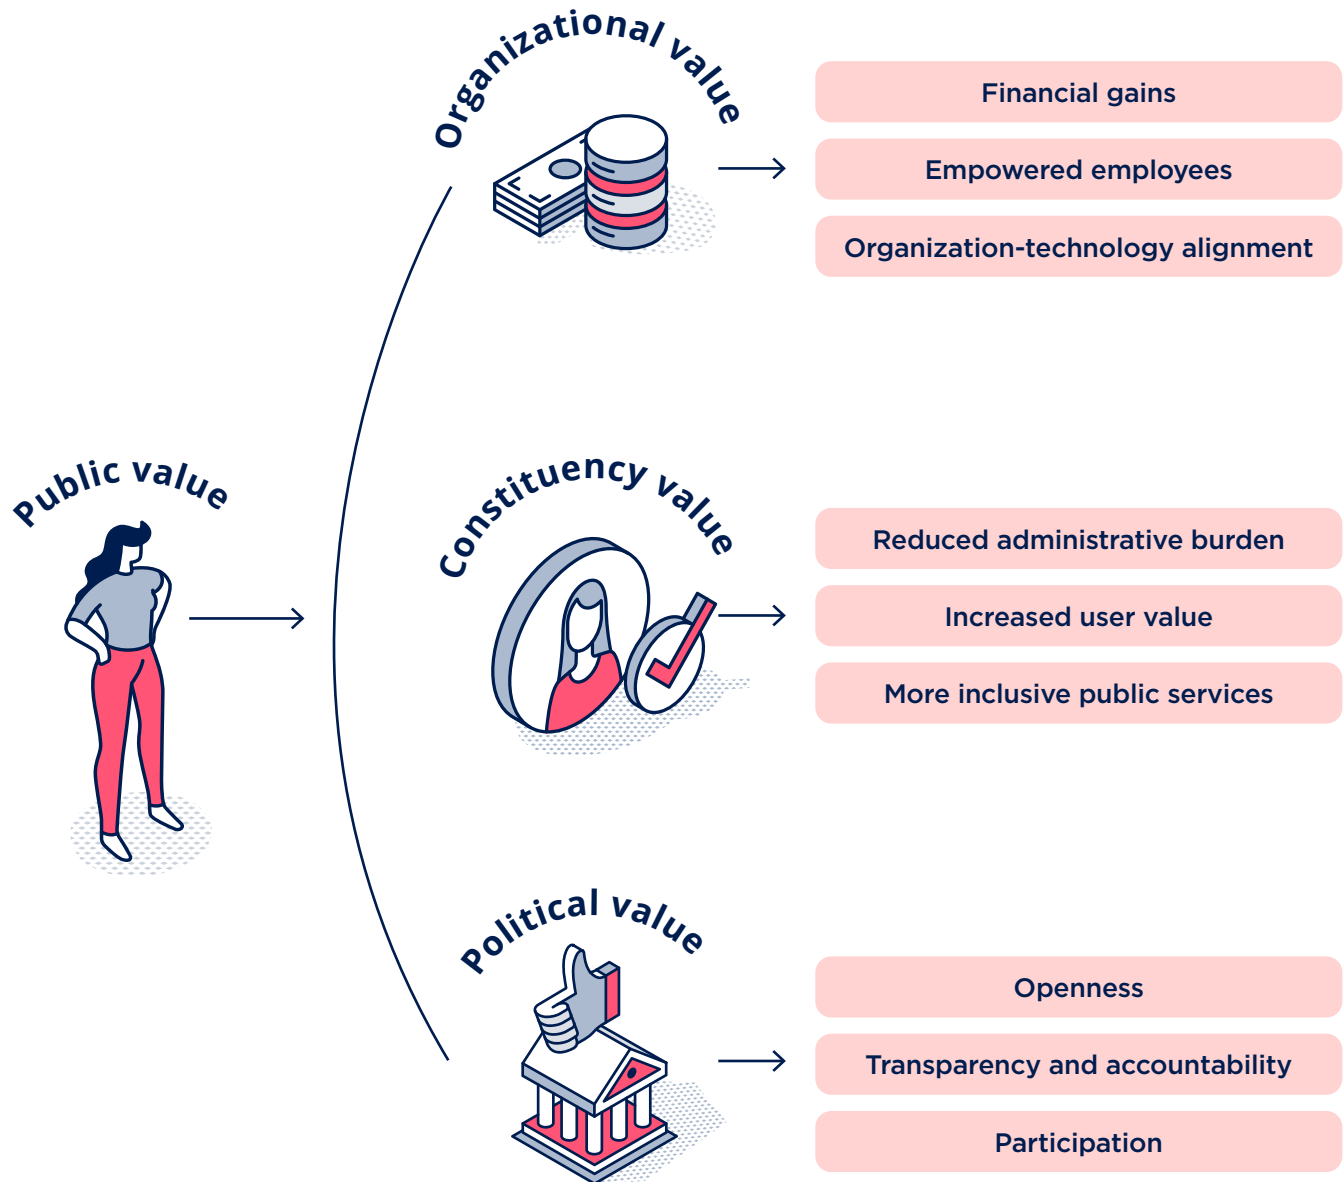 Organizational value
Financial gains
Empowered employees
Organization-technology alignment
Public value
Constituency value
Reduced administrative burden
Increased user value
More inclusive public services
Political value
Openness
Transparency and accountability
Participation